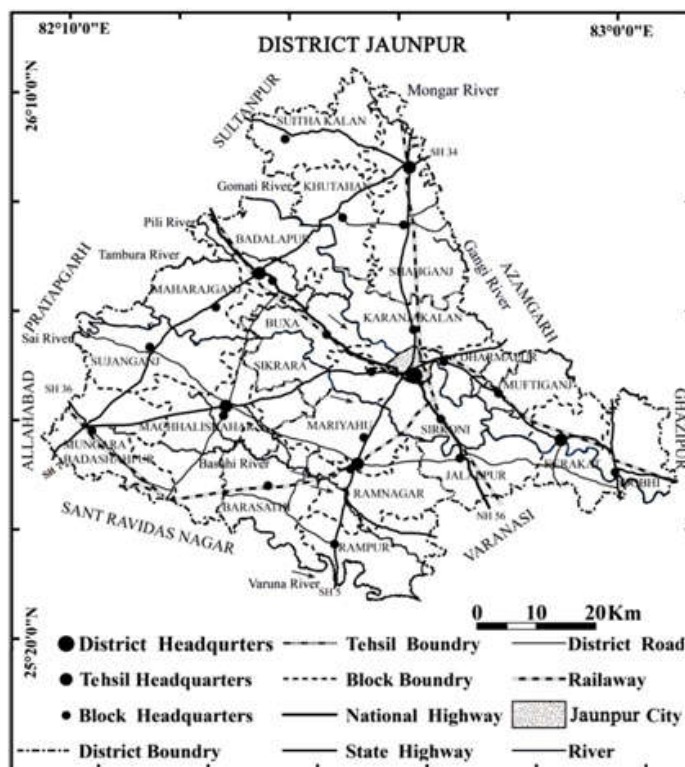 82°10'0"E
83°0'0"E
DISTRICT JAUNPUR
26°10'0"N
Mongar River
SULTANPUR
SUITHA KALAN
SH 34
KHUTAHAN
Gomati River
Pili River
BADALAPUR
Tambura River
SHAHGANJ
Gangi River
AZAMGARH
PRATAPGARH
MAHARAJGANJ
KARANJAKALAN
BUXA
Sai River
SUJANGANJ
SIKRARA
DHARMAPUR
MUFTIGANJ
SH 36
ALLAHABAD
MACHHALISHAHAR
MARIYAHU
SIRKONI
GHAZIPUR
MUNGARA
BADASHAHPUR
Basuhi River
JALALPUR
KERAKAT
RAMNAGAR
BARASATHI
NH 56
VARANASI
SANT RAVIDAS NAGAR
RAMPUR
Varuna River
SH 5
25°20'0"N
0 10 20 Km
District Headqurters Tehsil Boundry District Road
Tehsil Headquarters Block Boundry Railaway
Block Headquarters National Highway Jaunpur City
District Boundry State Highway River